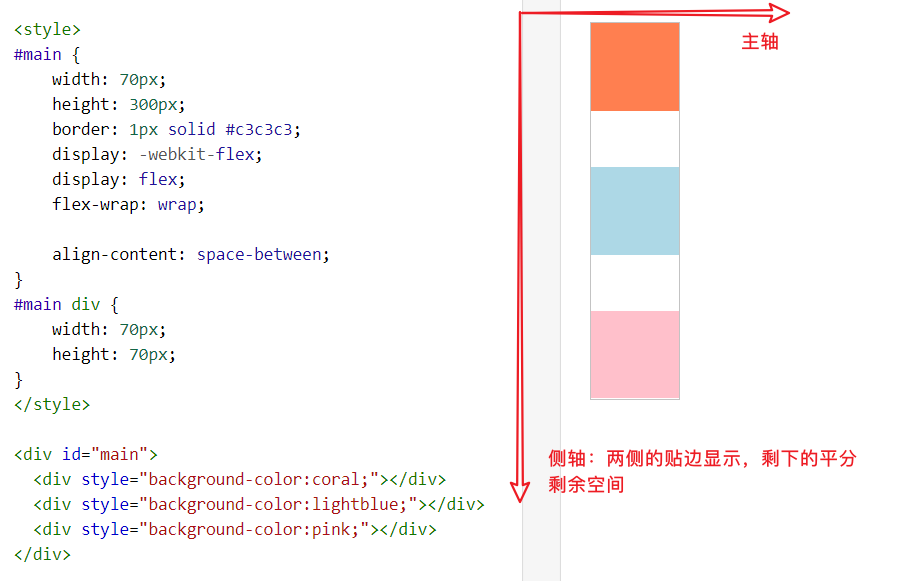 <style>
#main {
    width: 70px;
    height: 300px;
    border: 1px solid #c3c3c3;
    display: -webkit-flex;
    display: flex;
    flex-wrap: wrap;

    align-content: space-between;
}
#main div {
    width: 70px;
    height: 70px;
}
</style>

<div id="main">
  <div style="background-color:coral;"></div>
  <div style="background-color:lightblue;"></div>
  <div style="background-color:pink;"></div>
</div>
主轴
侧轴：两侧的贴边显示，剩下的平分
剩余空间